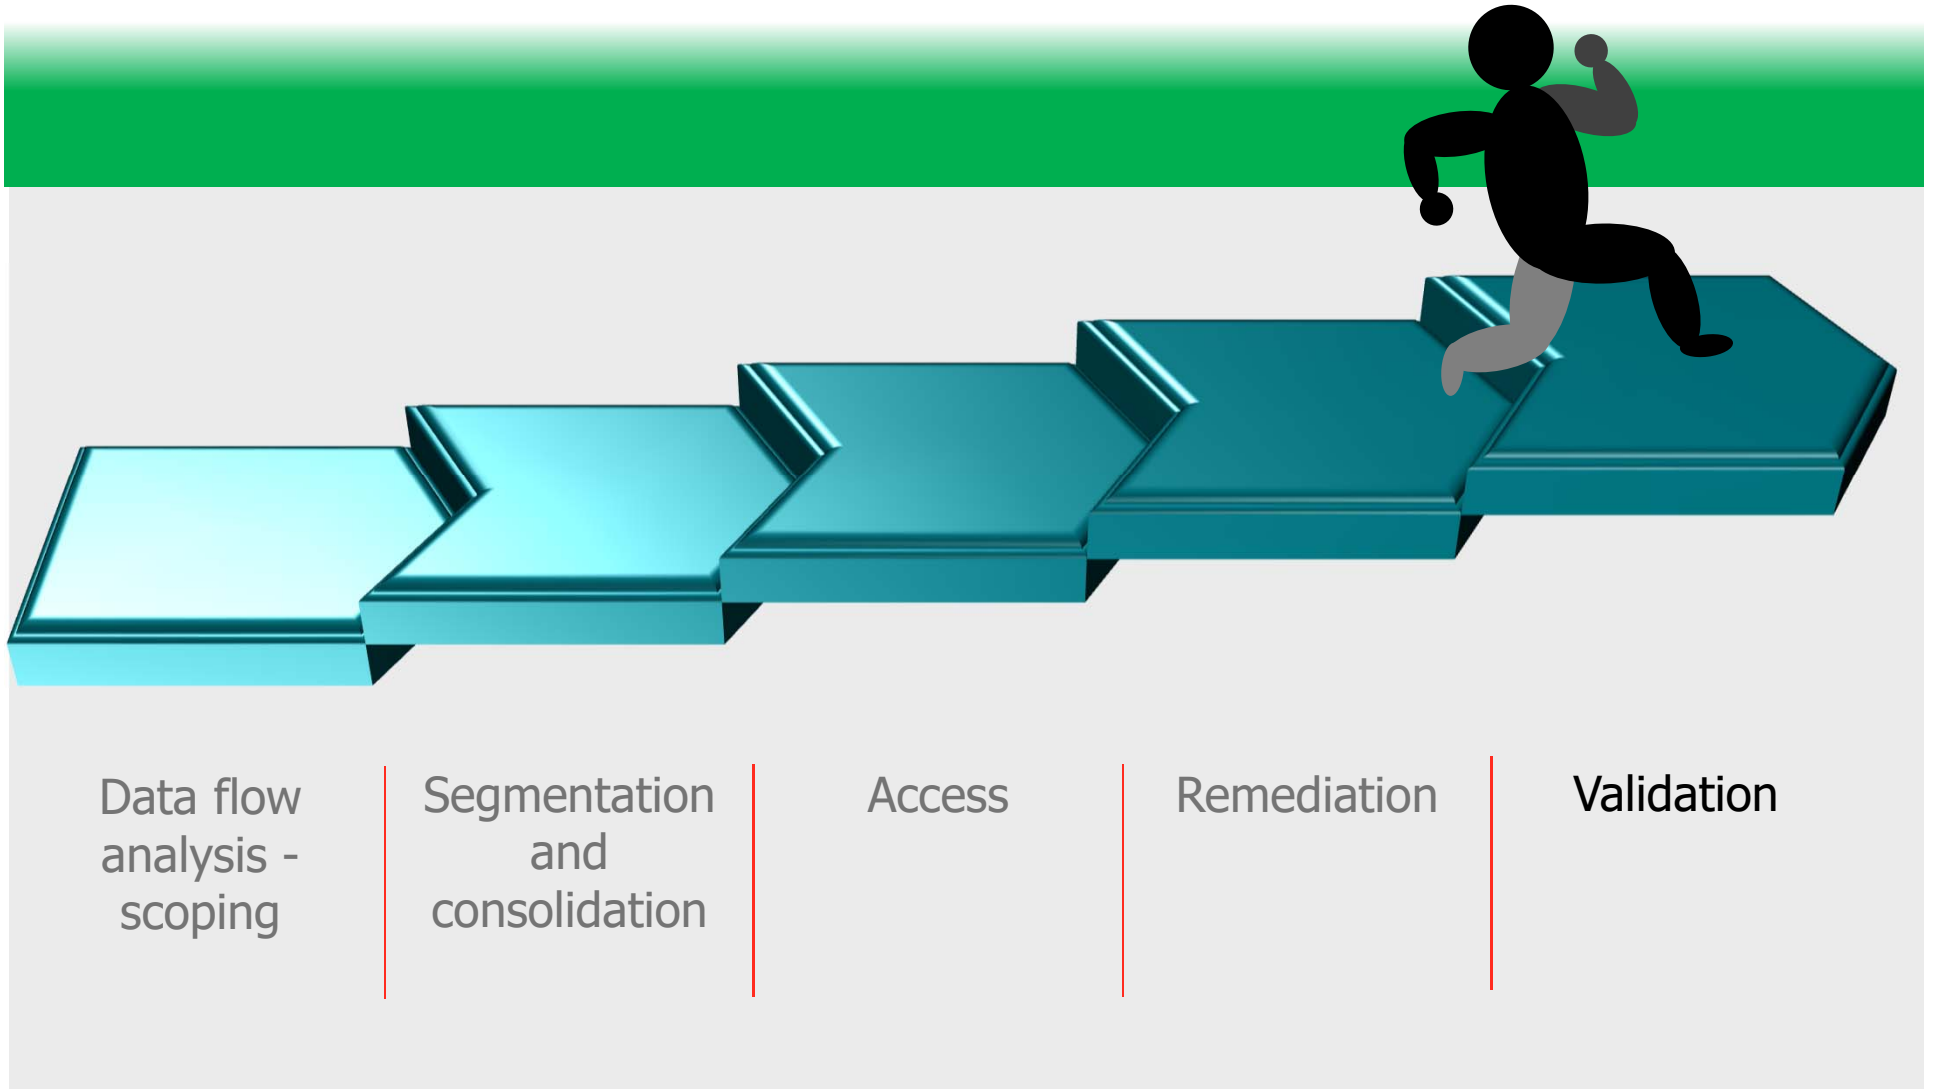 Data flow
analysis -
scoping
Segmentation
and
consolidation
Access
Remediation
Validation